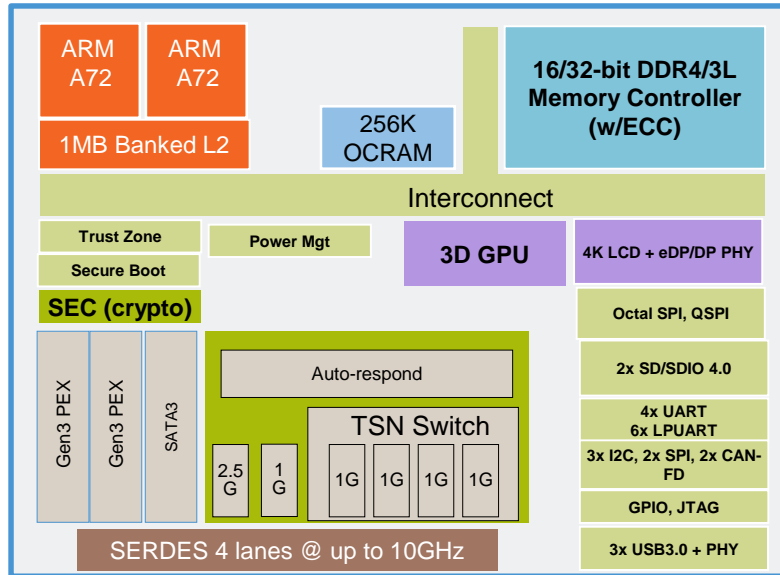 ARM
A72
ARM
A72
1MB Banked L2
256K
OCRAM
16/32-bit DDR4/3L
Memory Controller
(w/ECC)
Interconnect
Trust Zone
Secure Boot
SEC (crypto)
Power Mgt
3D GPU
4K LCD + eDP/DP PHY
Gen3 PEX
Gen3 PEX
SATA3
Auto-respond
TSN Switch
2.5
G
1
G
1G
1G
1G
1G
SERDES 4 lanes @ up to 10GHz
Octal SPI, QSPI
2x SD/SDIO 4.0
4x UART
6x LPUART
3x I2C, 2x SPI, 2x CAN-
FD
GPIO, JTAG
3x USB3.0 + PHY